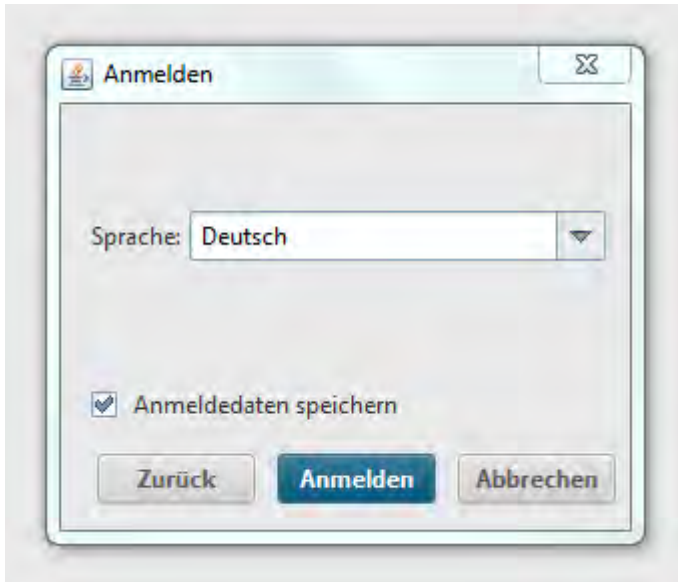 Anmelden
Sprache: Deutsch
Anmeldedaten speichern
Zurück Anmelden Abbrechen